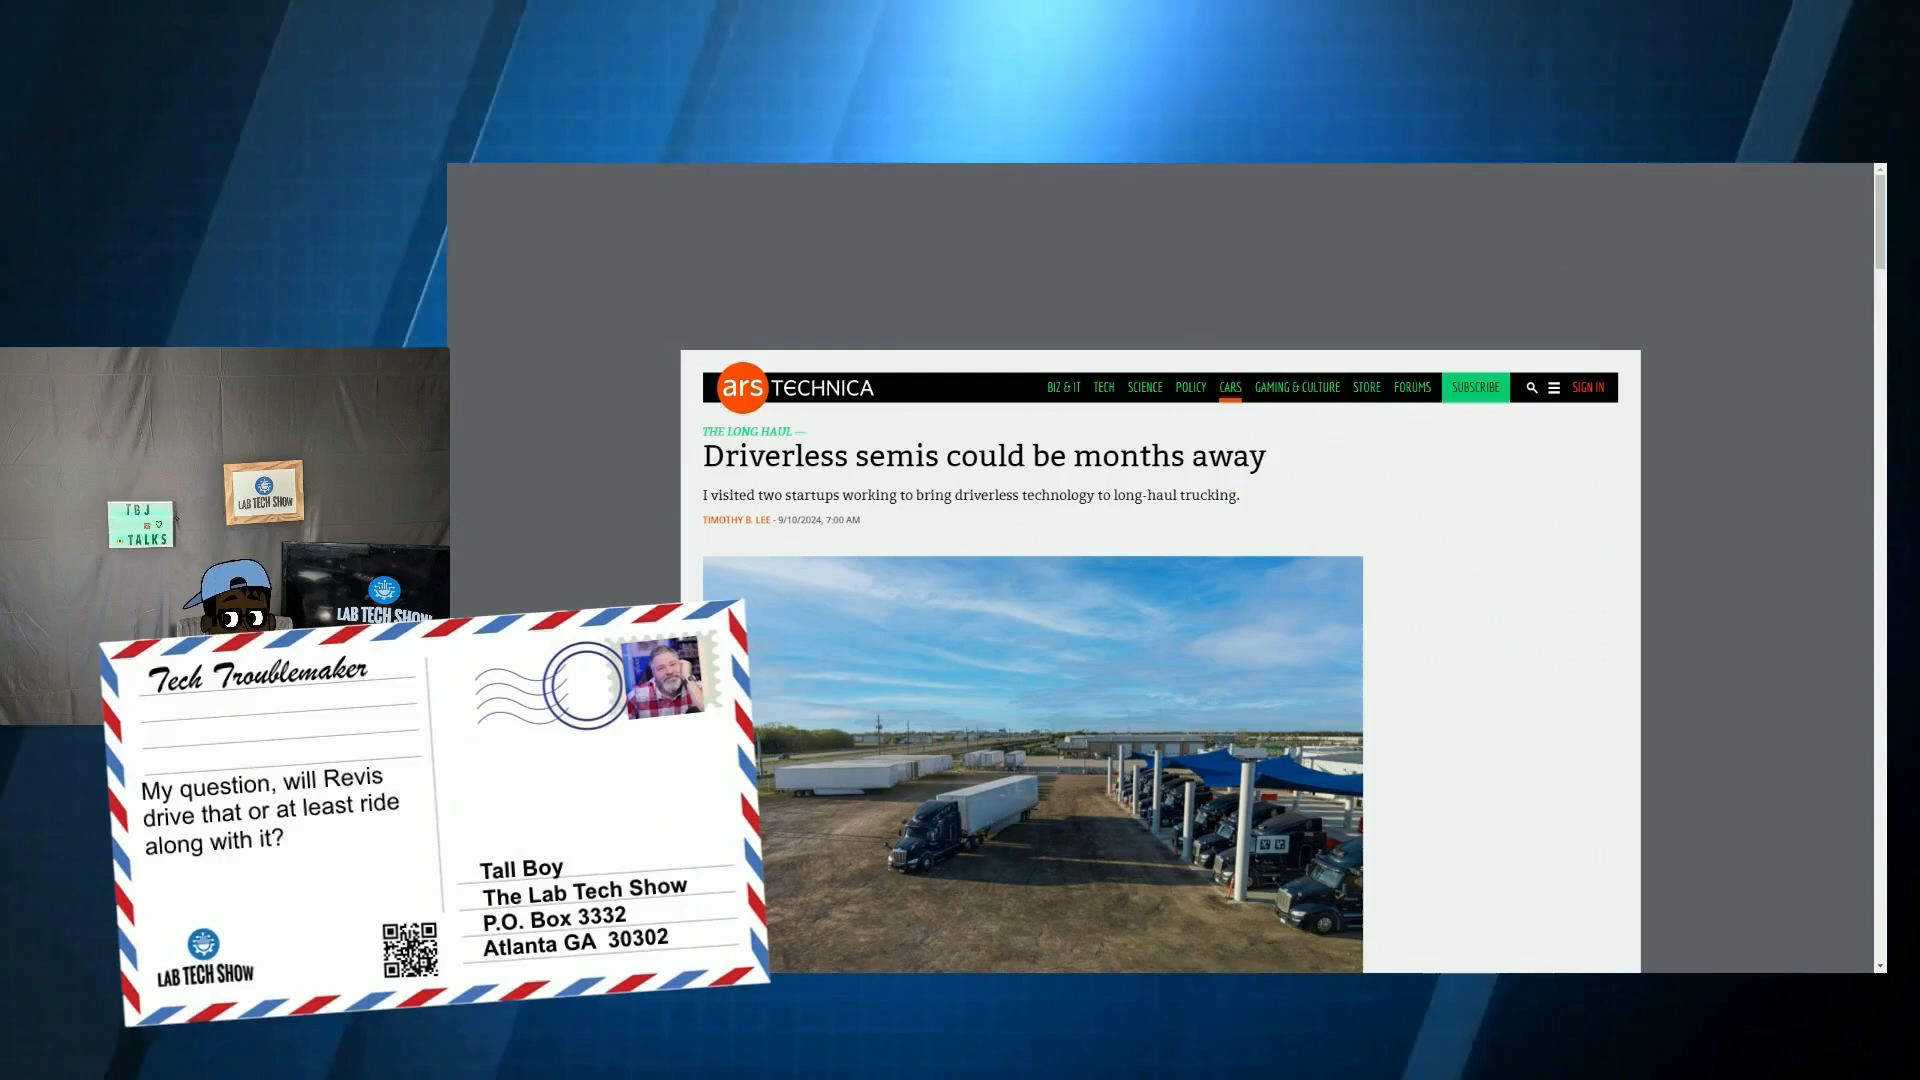 ars TECHNICA
BIZ & IT TECH SCIENCE POLICY CARS GAMING & CULTURE STORE FORUMS SUBSCRIBE SIGN IN
THE LONG HAUL —
Driverless semis could be months away
I visited two startups working to bring driverless technology to long-haul trucking.
TIMOTHY B. LEE - 9/10/2024, 7:00 AM
TBJ
TALKS
LAB TECH SHOW
LAB TECH SHOW
Tech Troublemaker
My question, will Revis
drive that or at least ride
along with it?
Tall Boy
The Lab Tech Show
P.O. Box 3332
Atlanta GA 30302
LAB TECH SHOW